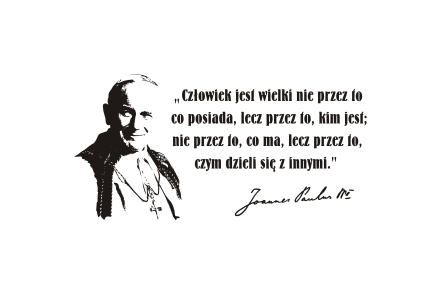 „Człowiek jest wielki nie przez to
co posiada, lecz przez to, kim jest;
nie przez to, co ma, lecz przez to,
czym dzieli się z innymi."
Joannes Paulus